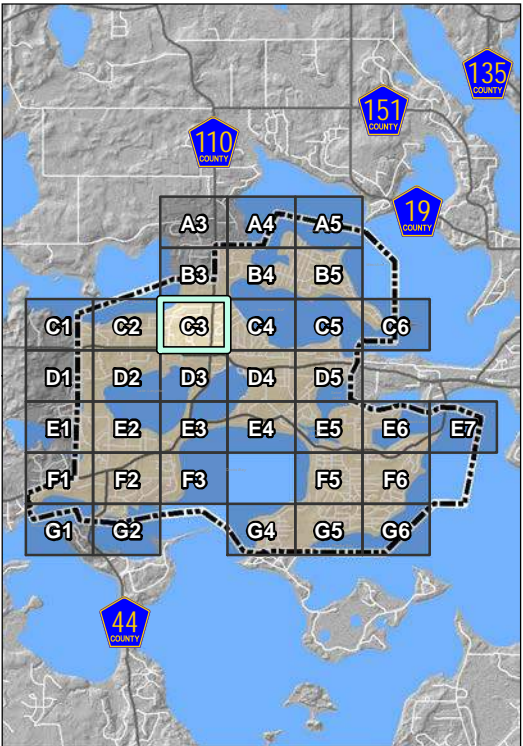 135
COUNTY
151
COUNTY
110
COUNTY
19
COUNTY
A3 A4 A5
B3 B4 B5
C1 C2 C3 C4 C5 C6
D1 D2 D3 D4 D5
E1 E2 E3 E4 E5 E6 E7
F1 F2 F3 F5 F6
G1 G2 G4 G5 G6
44
COUNTY